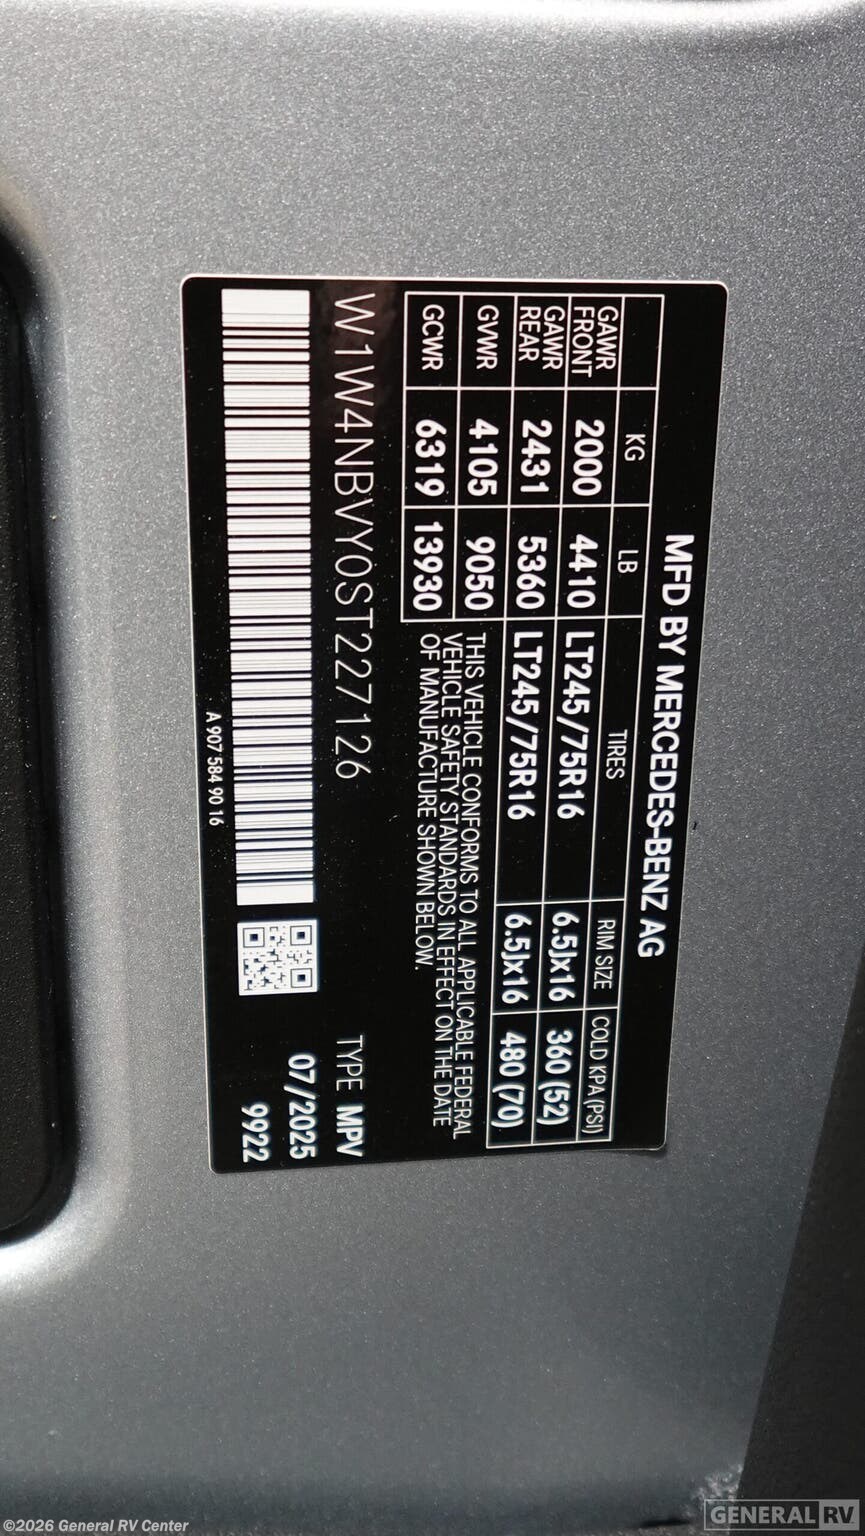 MFD BY MERCEDES-BENZ AG
KG LB TIRES RIM SIZE COLD KPA (PSI)
GAWR FRONT 2000 4410 LT245/75R16 6.5Jx16 360 (52)
GAWR REAR 2431 5360 LT245/75R16 6.5Jx16 480 (70)
GVWR 4105 9050
GCWR 6319 13930
THIS VEHICLE CONFORMS TO ALL APPLICABLE FEDERAL
VEHICLE SAFETY STANDARDS IN EFFECT ON THE DATE
OF MANUFACTURE SHOWN BELOW.
W1W4NBVY0ST227126
TYPE MPV
07/2025
9922
A 907 584 90 16
©2026 General RV Center
GENERAL RV